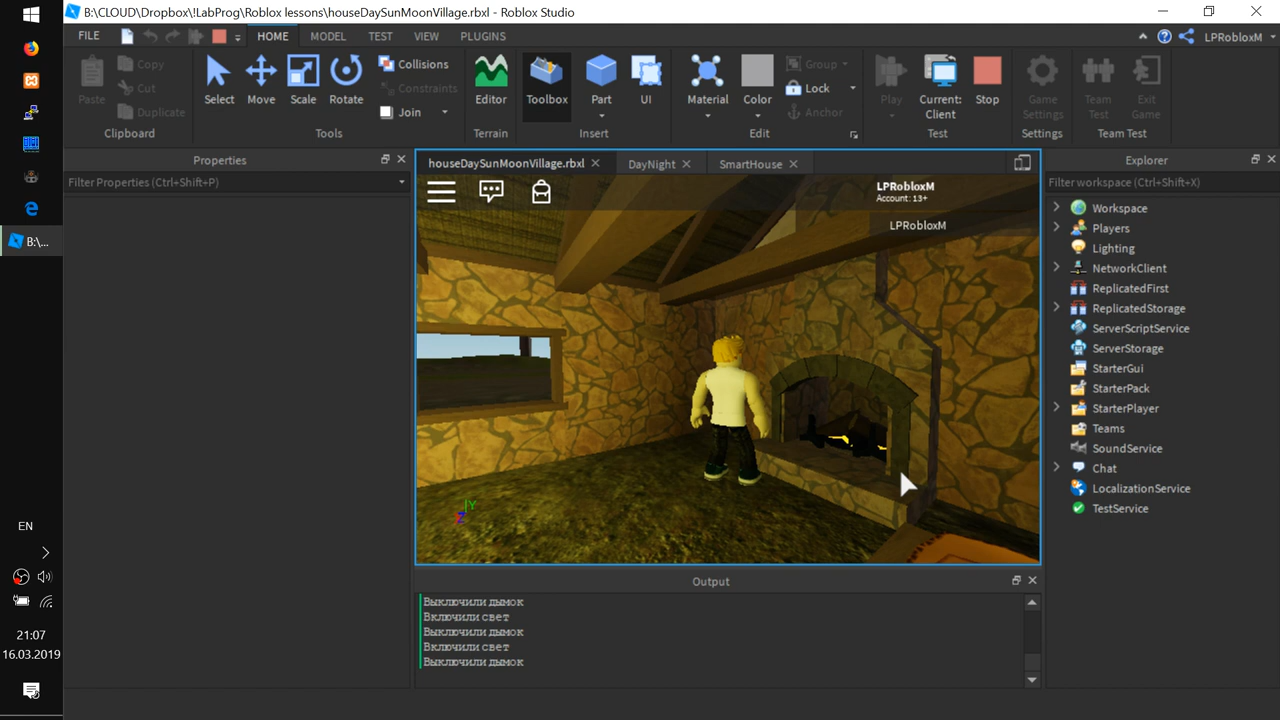 B:\CLOUD\Dropbox\!LabProg\Roblox lessons\houseDaySunMoonVillage.rbxl - Roblox Studio
FILE HOME MODEL TEST VIEW PLUGINS LPRobloxM
Paste Copy Cut Duplicate
Clipboard
Select Move Scale Rotate Collisions Constraints Join
Tools
Editor
Terrain
Toolbox Part UI
Insert
Material Color Group Lock Anchor
Edit
Play Current: Client Stop
Test
Game Settings
Settings
Team Test Exit Game
Team Test
Properties
Filter Properties (Ctrl+Shift+P)
houseDaySunMoonVillage.rbxl DayNight SmartHouse
LPRobloxM
Account: 13+
LPRobloxM
Y
Z
Output
Выключили дымок
Включили свет
Выключили дымок
Включили свет
Выключили дымок
Explorer
Filter workspace (Ctrl+Shift+X)
Workspace
Players
Lighting
NetworkClient
ReplicatedFirst
ReplicatedStorage
ServerScriptService
ServerStorage
StarterGui
StarterPack
StarterPlayer
Teams
SoundService
Chat
LocalizationService
TestService
B:\...
EN
21:07
16.03.2019